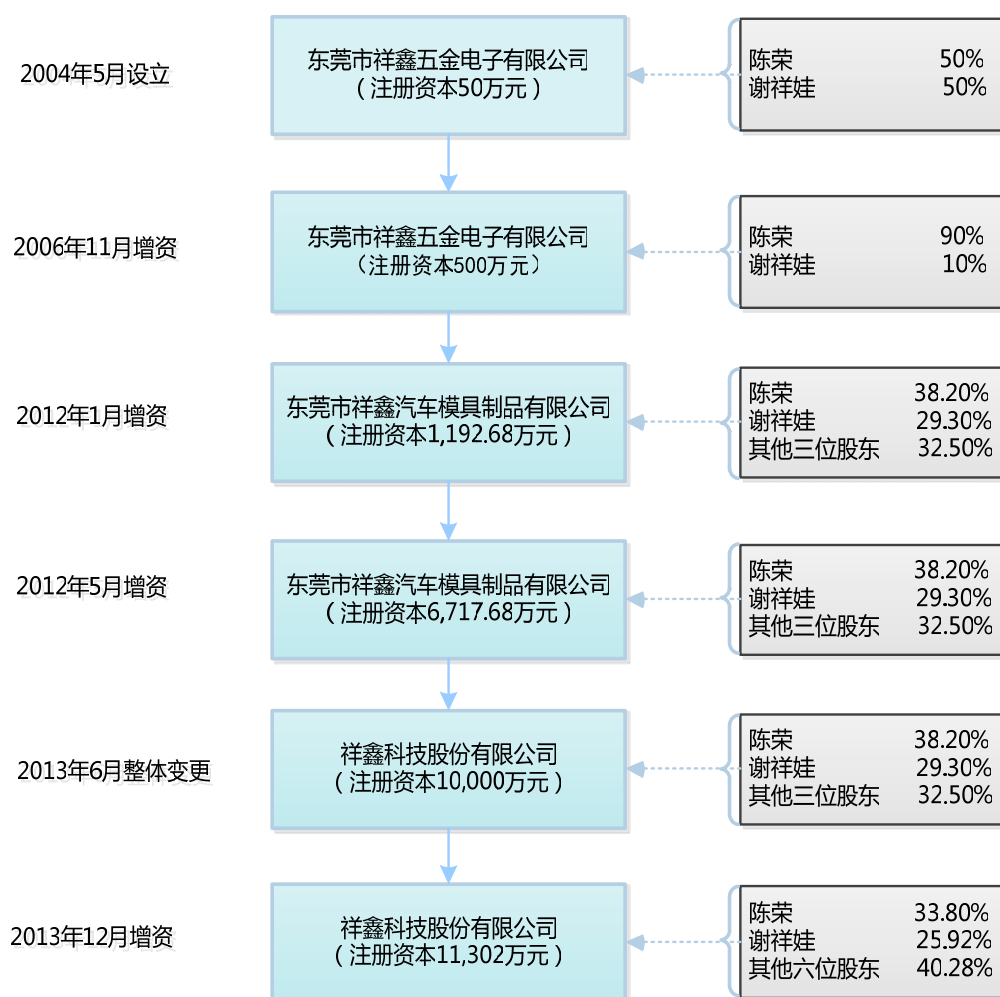 2004年5月设立
东莞市祥鑫五金电子有限公司
（注册资本50万元）
陈荣 50%
谢祥娃 50%
2006年11月增资
东莞市祥鑫五金电子有限公司
（注册资本500万元）
陈荣 90%
谢祥娃 10%
2012年1月增资
东莞市祥鑫汽车模具制品有限公司
（注册资本1,192.68万元）
陈荣 38.20%
谢祥娃 29.30%
其他三位股东 32.50%
2012年5月增资
东莞市祥鑫汽车模具制品有限公司
（注册资本6,717.68万元）
陈荣 38.20%
谢祥娃 29.30%
其他三位股东 32.50%
2013年6月整体变更
祥鑫科技股份有限公司
（注册资本10,000万元）
陈荣 38.20%
谢祥娃 29.30%
其他三位股东 32.50%
2013年12月增资
祥鑫科技股份有限公司
（注册资本11,302万元）
陈荣 33.80%
谢祥娃 25.92%
其他六位股东 40.28%